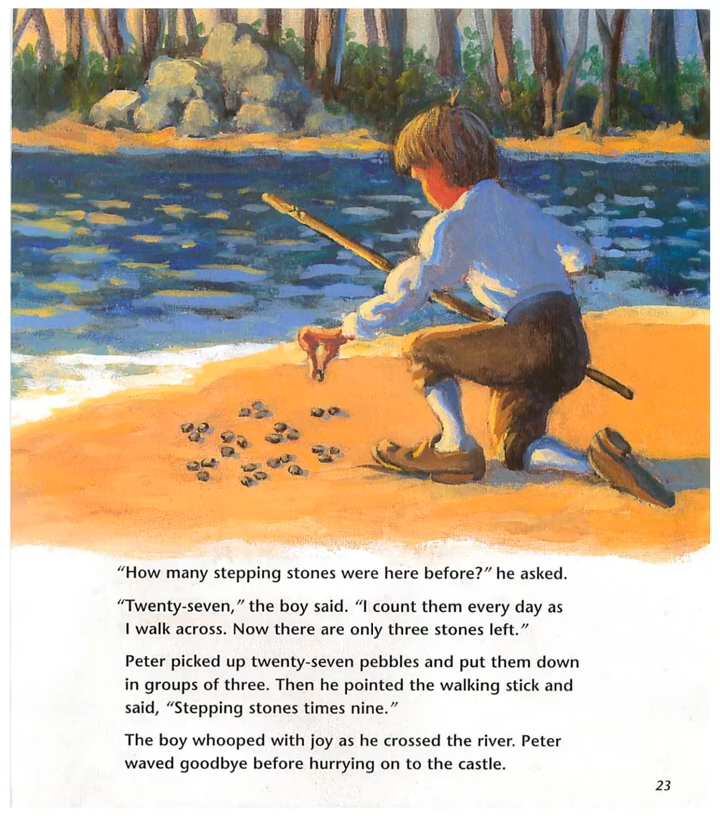 “How many stepping stones were here before?” he asked.
“Twenty-seven,” the boy said. “I count them every day as
I walk across. Now there are only three stones left.”
Peter picked up twenty-seven pebbles and put them down
in groups of three. Then he pointed the walking stick and
said, “Stepping stones times nine.”
The boy whooped with joy as he crossed the river. Peter
waved goodbye before hurrying on to the castle.
23